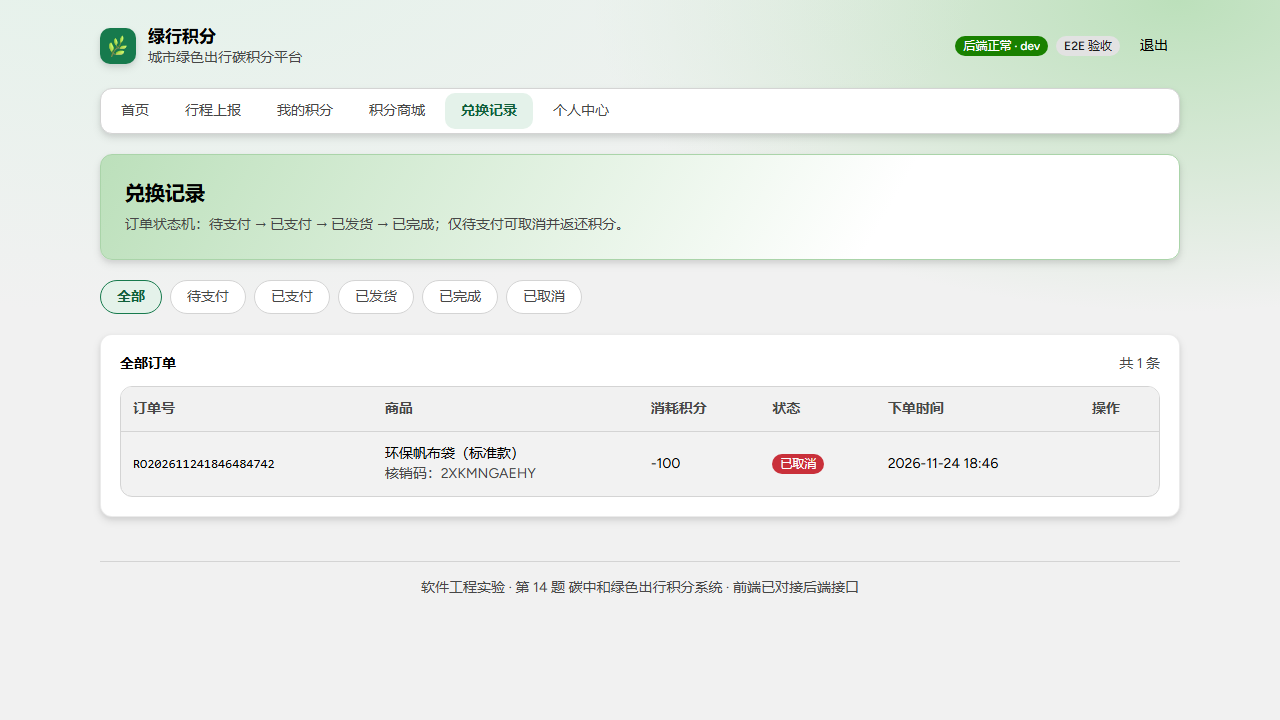 绿行积分
城市绿色出行碳积分平台
后端正常 · dev
E2E 验收
退出
首页
行程上报
我的积分
积分商城
兑换记录
个人中心
兑换记录
订单状态机：待支付 → 已支付 → 已发货 → 已完成；仅待支付可取消并返还积分。
全部
待支付
已支付
已发货
已完成
已取消
全部订单
共 1 条
订单号
商品
消耗积分
状态
下单时间
操作
RO202611241846484742
环保帆布袋（标准款）
核销码：2XKMNGAEHY
-100
已取消
2026-11-24 18:46
软件工程实验 · 第 14 题 碳中和绿色出行积分系统 · 前端已对接后端接口